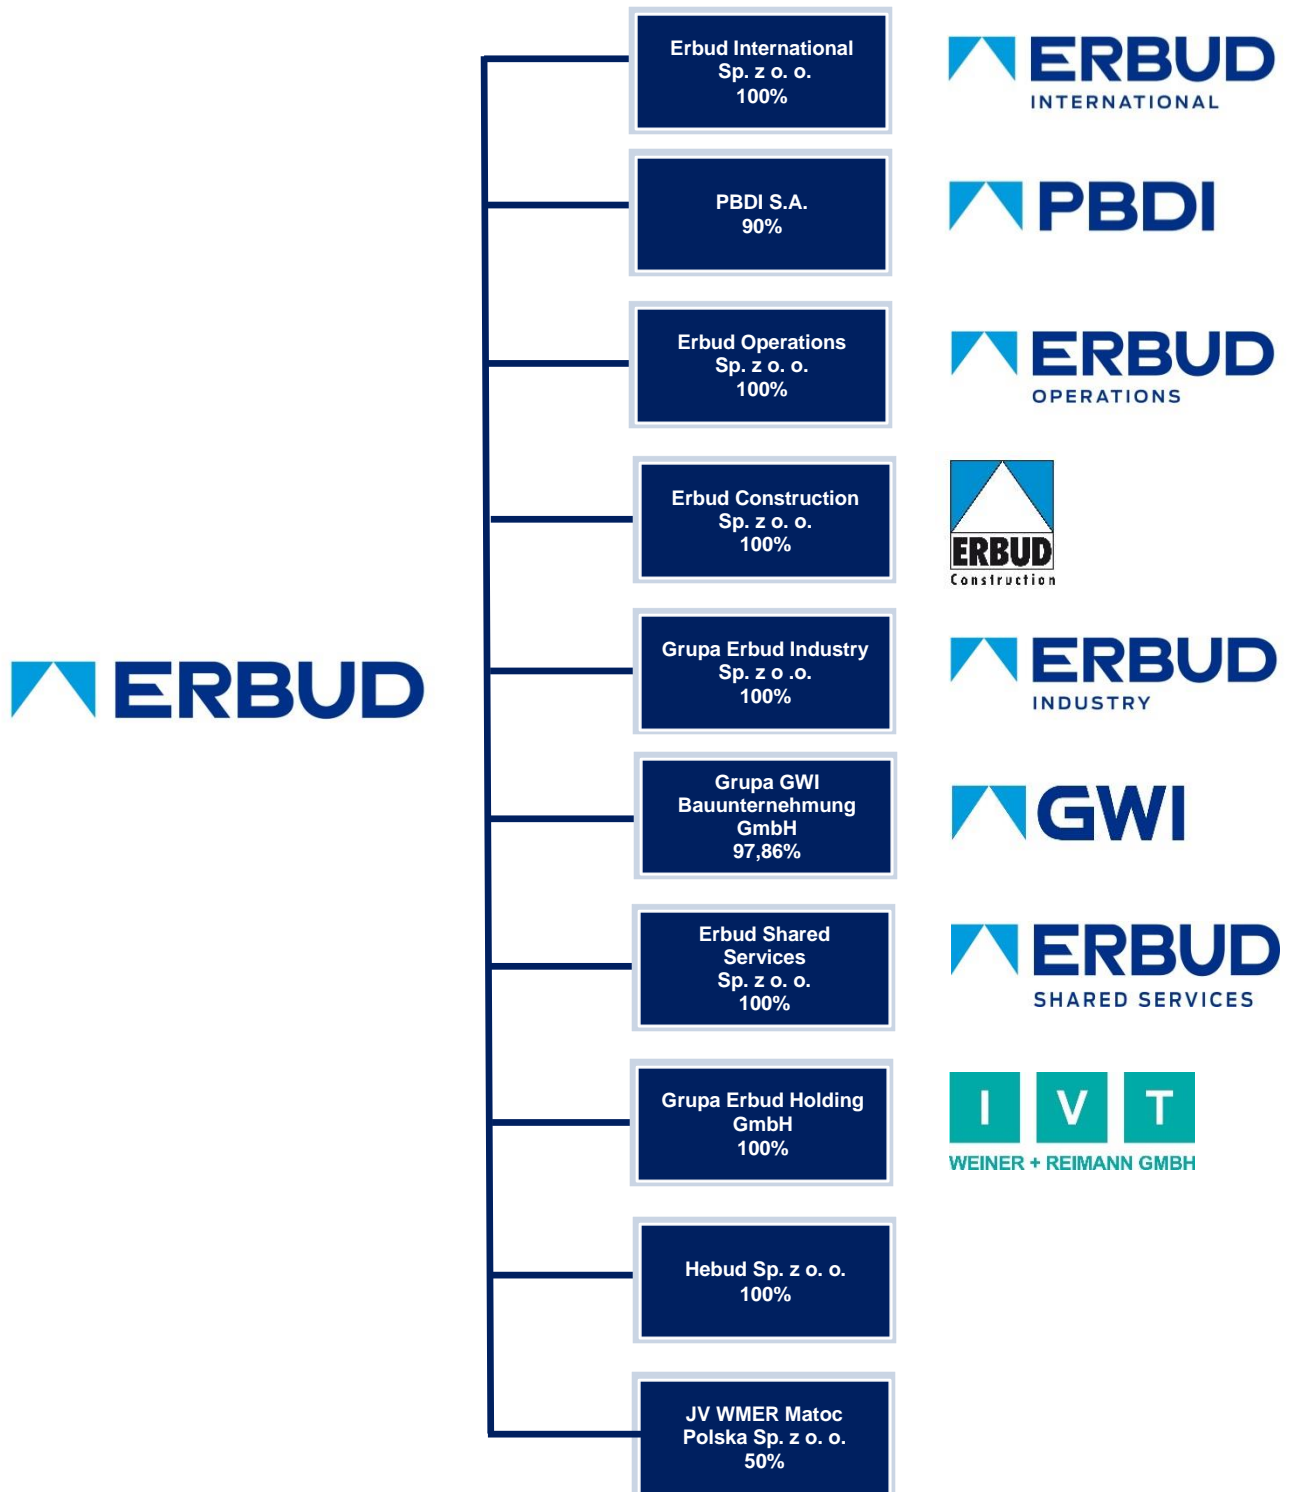 Erbud International
Sp. z o. o.
100%
ERBUD
INTERNATIONAL
PBDI S.A.
90%
PBDI
Erbud Operations
Sp. z o. o.
100%
ERBUD
OPERATIONS
Erbud Construction
Sp. z o. o.
100%
ERBUD
Construction
ERBUD
Grupa Erbud Industry
Sp. z o .o.
100%
ERBUD
INDUSTRY
Grupa GWI
Bauunternehmung
GmbH
97,86%
GWI
Erbud Shared
Services
Sp. z o. o.
100%
ERBUD
SHARED SERVICES
Grupa Erbud Holding
GmbH
100%
I V T
WEINER + REIMANN GMBH
Hebud Sp. z o. o.
100%
JV WMER Matoc
Polska Sp. z o. o.
50%